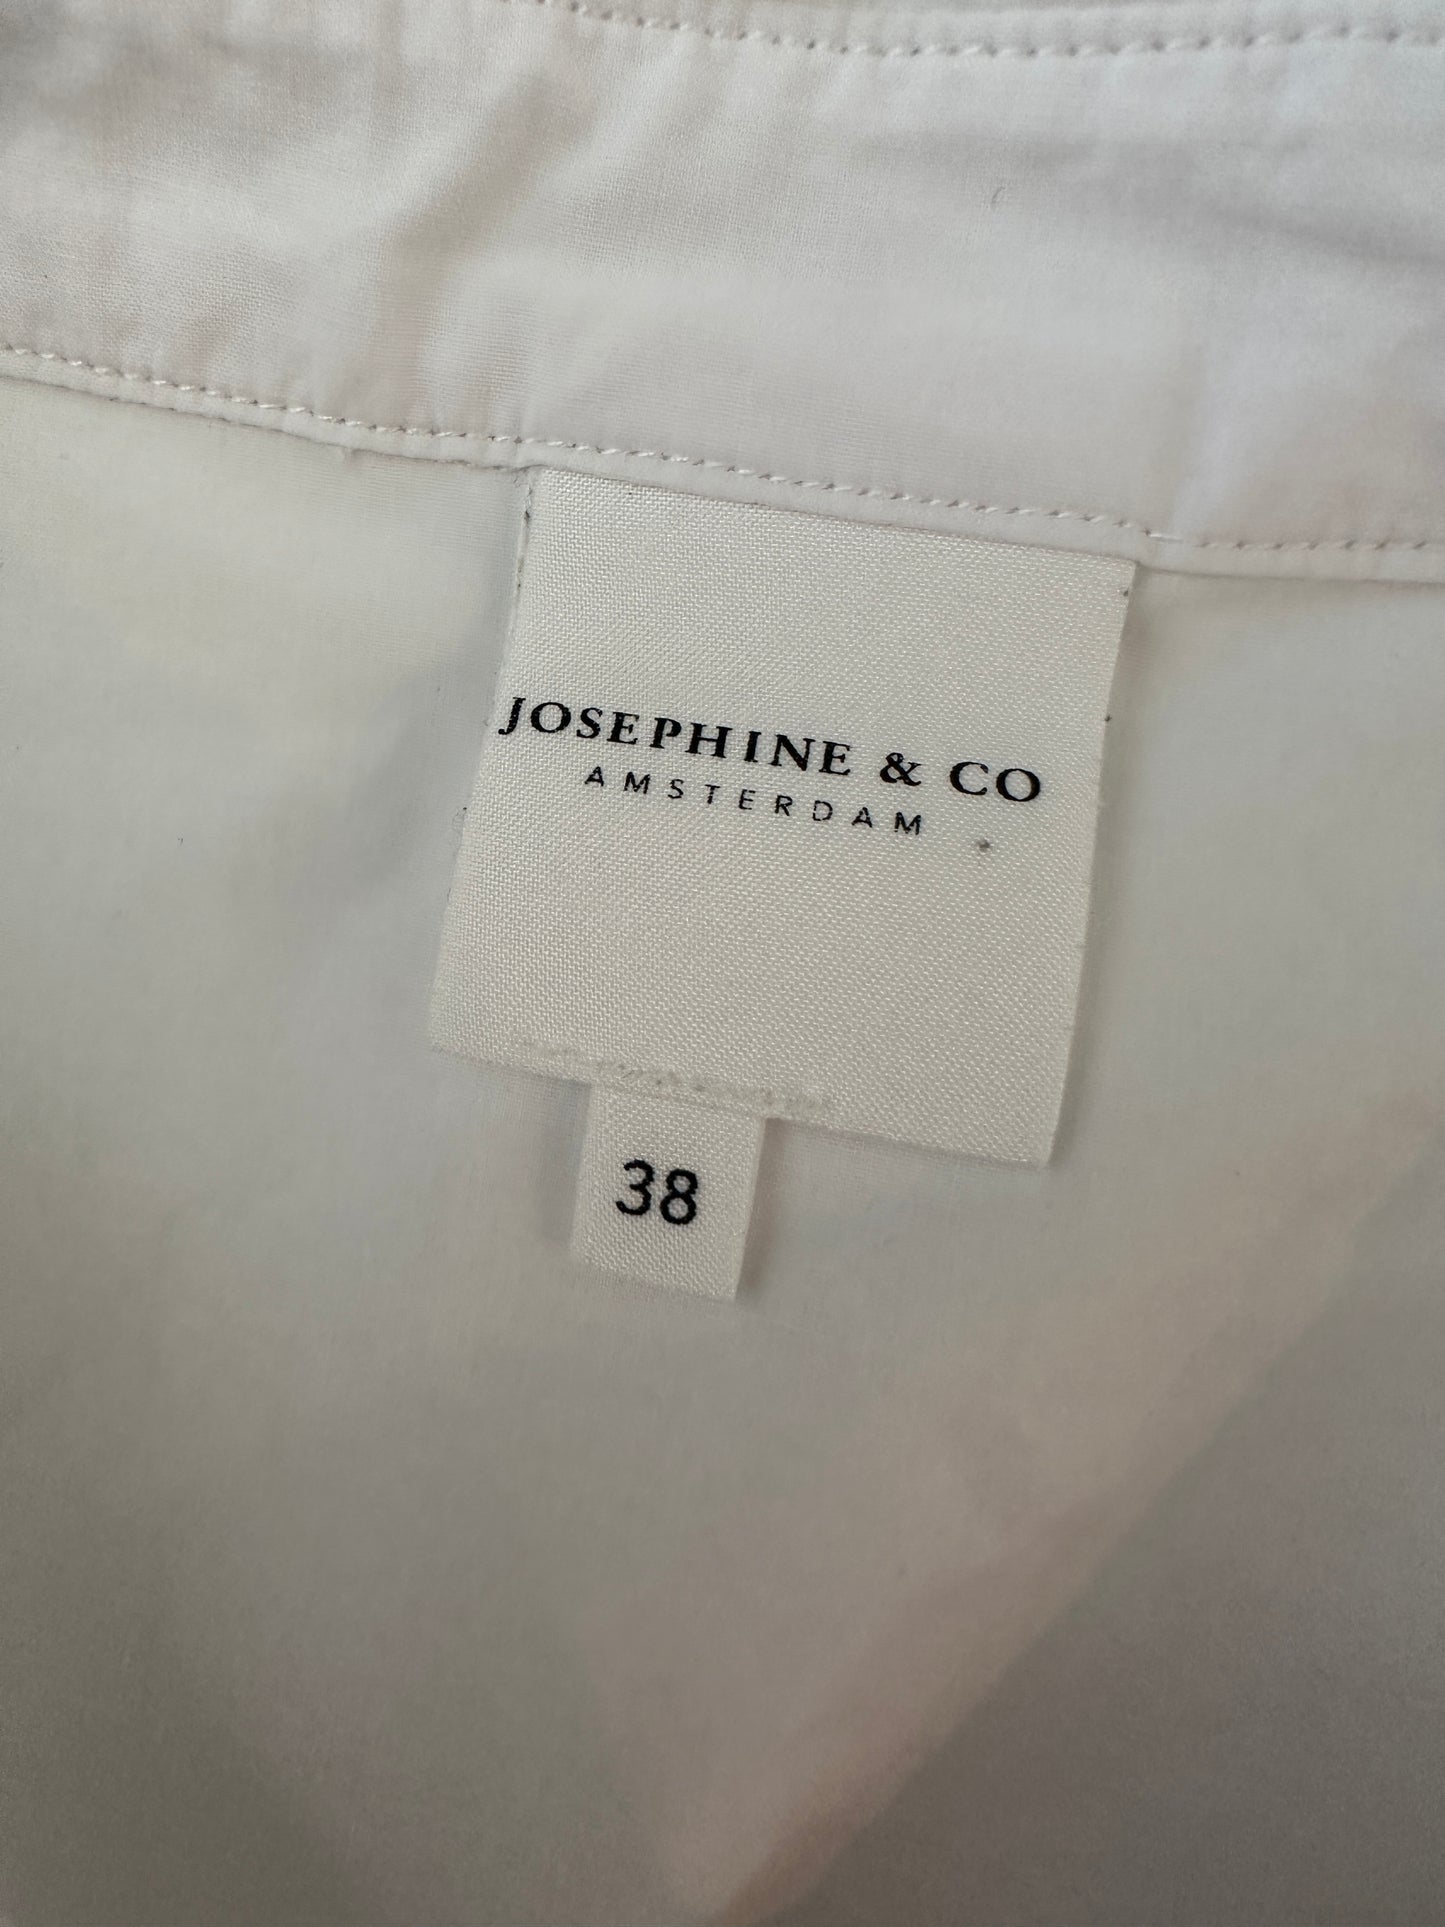 JOSEPHINE & CO
AMSTERDAM
38